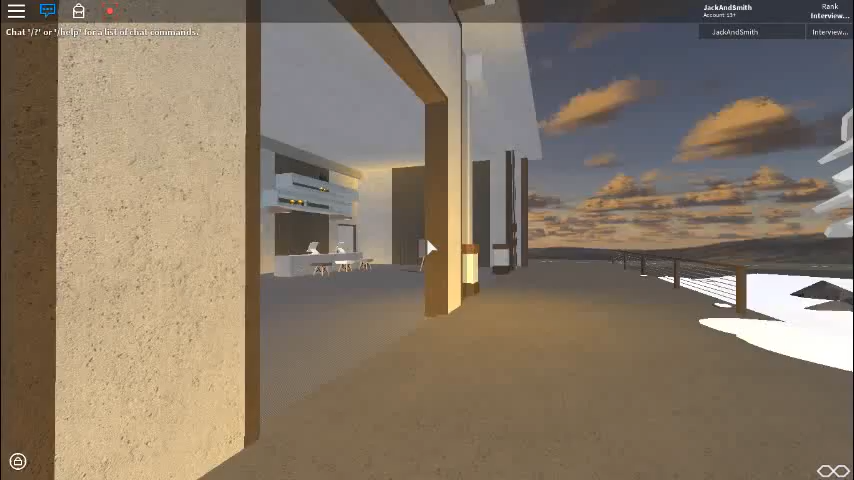 JackAndSmith
Account: 13+
Rank
Interview...
Chat '/?' or '/help' for a list of chat commands.
JackAndSmith
Interview...